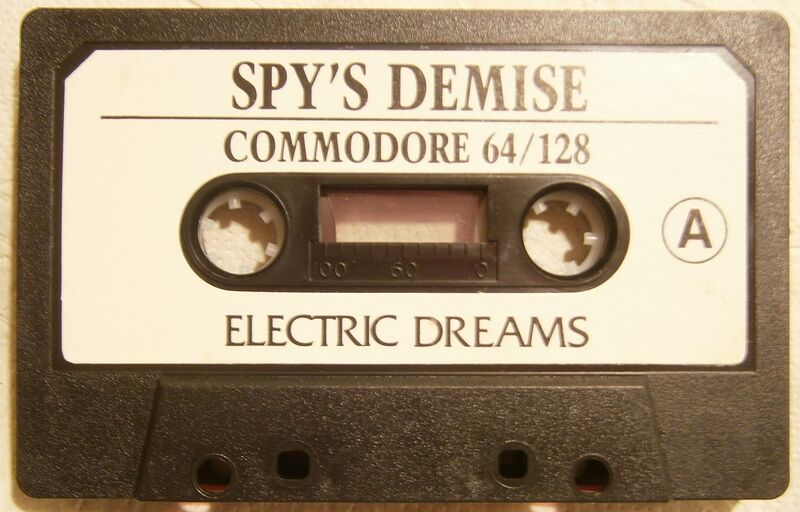 SPY'S DEMISE
COMMODORE 64/128
A
100 50 0
ELECTRIC DREAMS